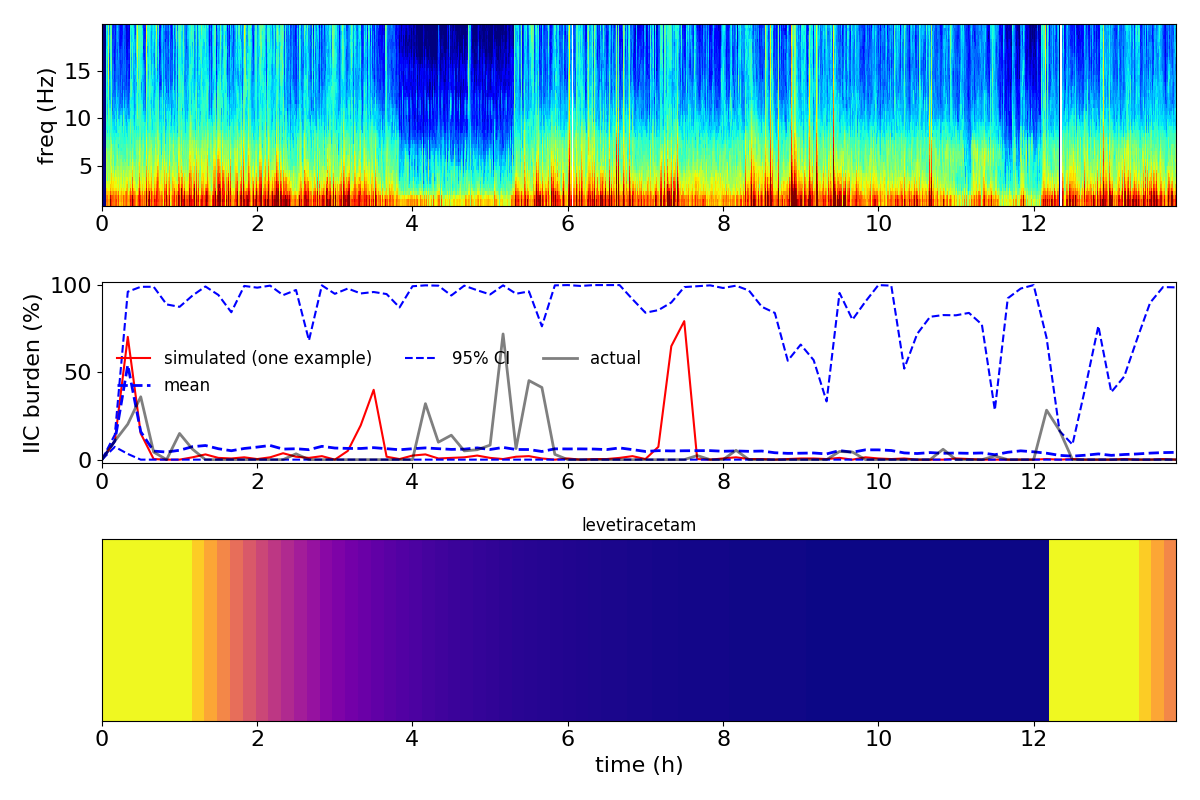 freq (Hz)
15
10
5
0 2 4 6 8 10 12
IIC burden (%)
100
50
0
simulated (one example) 95% CI actual
mean
0 2 4 6 8 10 12
levetiracetam
0 2 4 6 8 10 12
time (h)